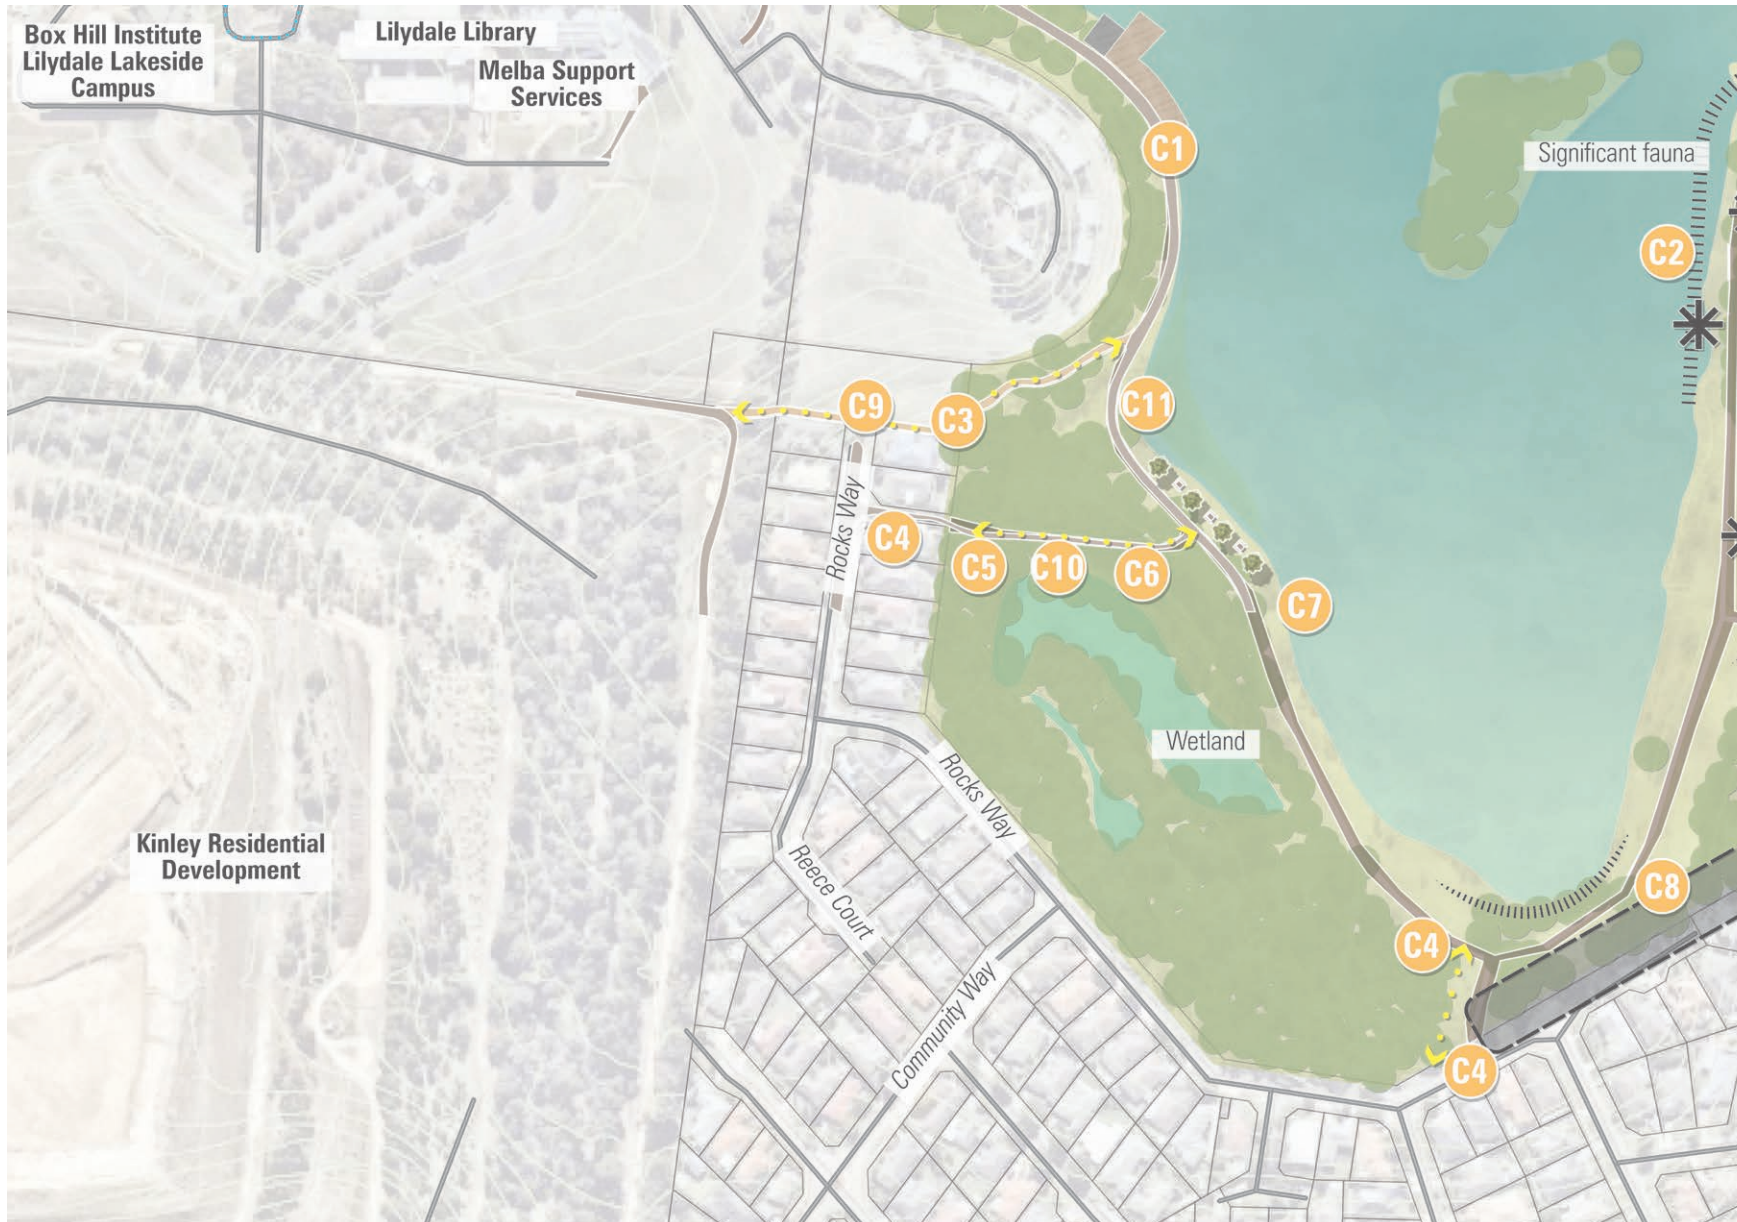 Box Hill Institute
Lilydale Lakeside
Campus
Lilydale Library
Melba Support
Services
C1
Significant fauna
C2
C9
C3
C11
Rocks Way
C4
C5
C10
C6
C7
Wetland
Rocks Way
Kinley Residential
Development
Reece Court
C8
C4
Community Way
C4